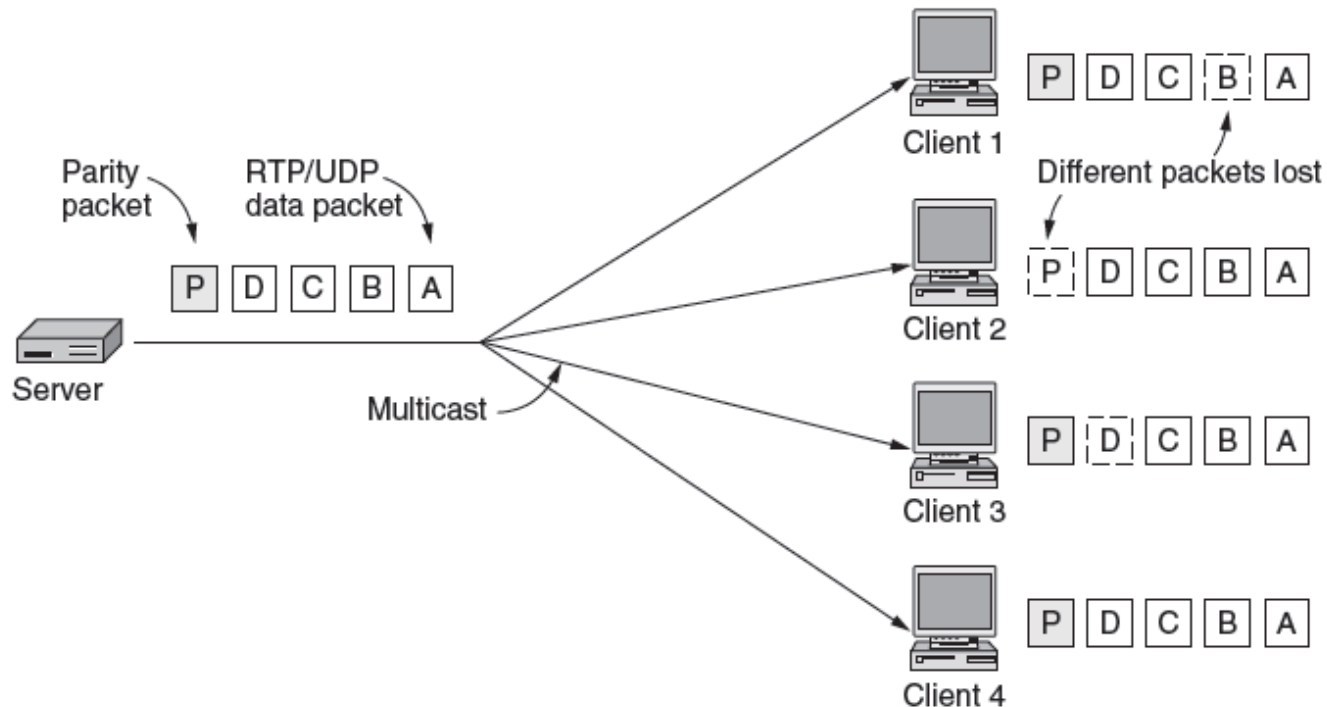 P D C B A
Client 1
Different packets lost
Parity
packet
RTP/UDP
data packet
P D C B A
P D C B A
Client 2
Server
Multicast
P D C B A
Client 3
P D C B A
Client 4